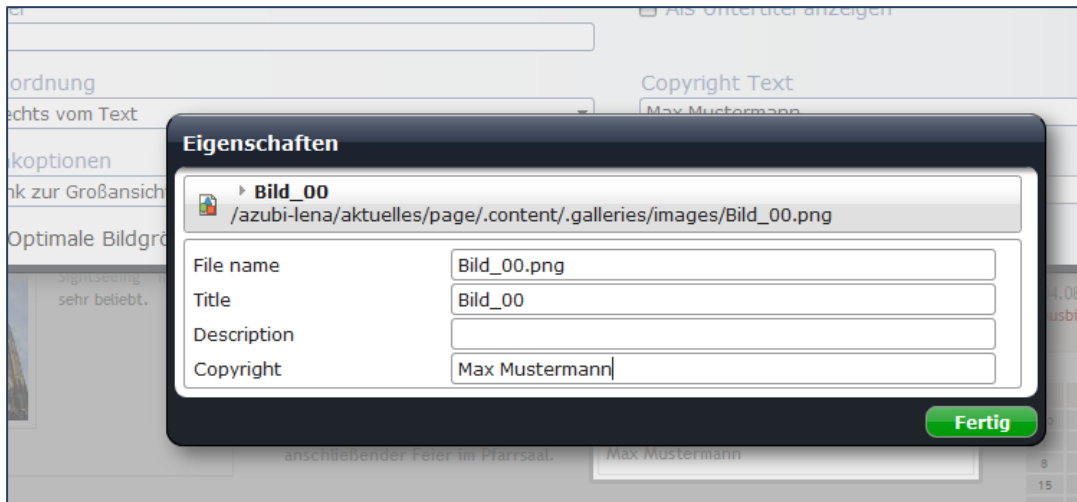 Als Untertitel anzeigen
ordnung
Copyright Text
echts vom Text
Max Mustermann
Eigenschaften
koptionen
nk zur Großansich
Bild_00
/azubi-lena/aktuelles/page/.content/.galleries/images/Bild_00.png
Optimale Bildgrö
File name
Bild_00.png
Sightseeing
sehr beliebt.
Title
Bild_00
Description
Copyright
Max Mustermann
Fertig
anschließender Feier im Pfarrsaal.
Max Mustermann
8
15